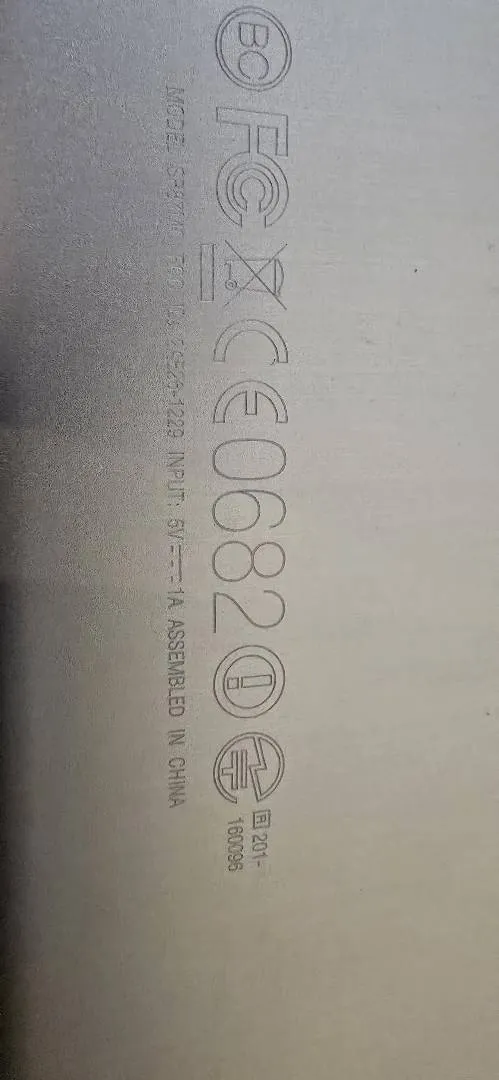 BC FC CE0682
R 201-
160096
MODEL FCC ID: INPUT: 5V 1A ASSEMBLED IN CHINA